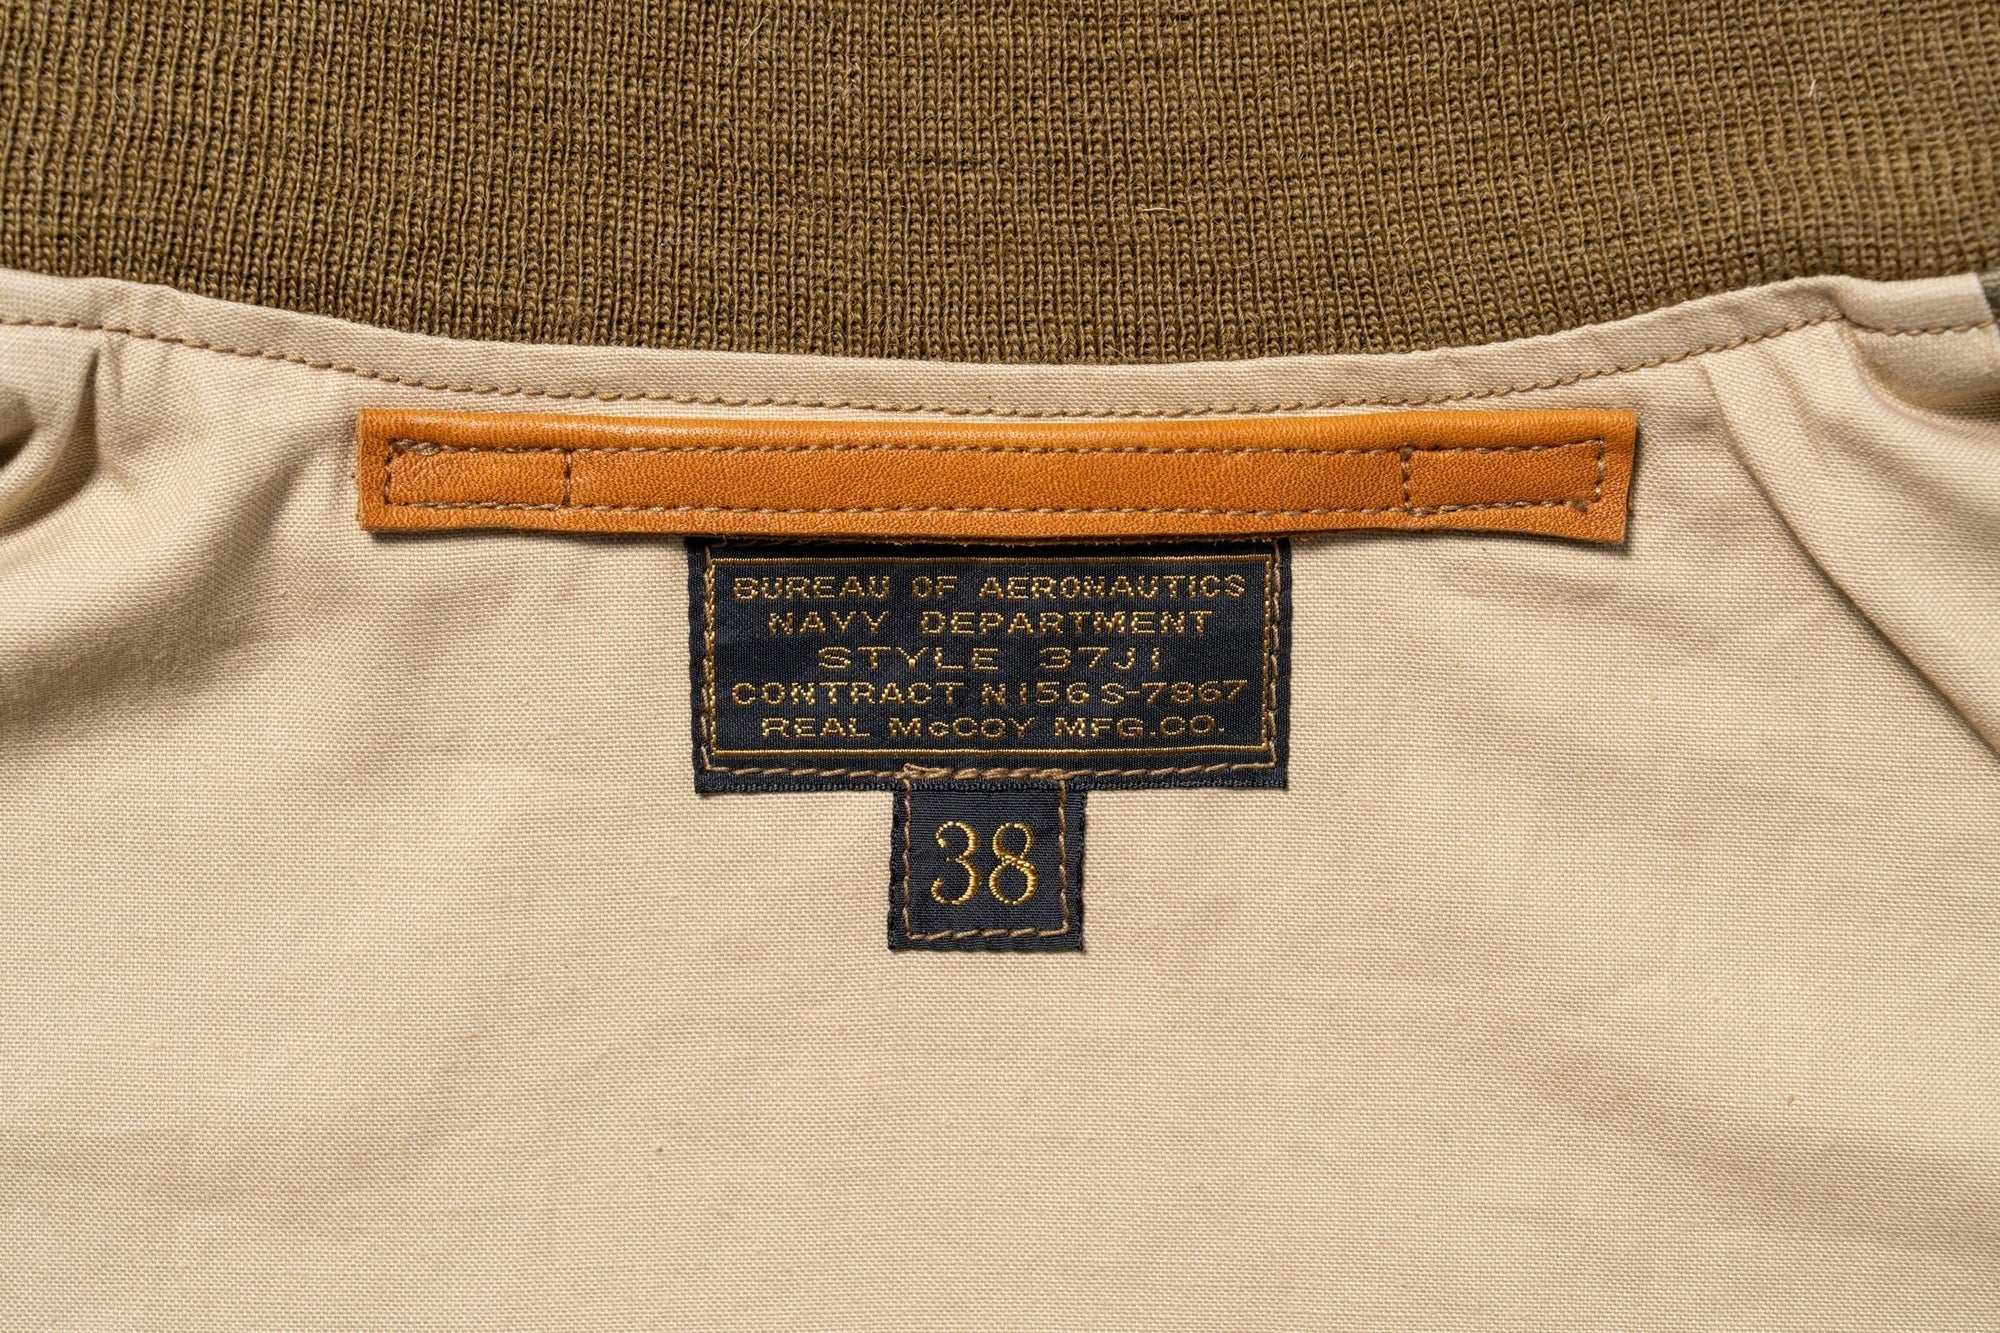 BUREAU OF AERONAUTICS
NAVY DEPARTMENT
STYLE 37J1
CONTRACT N156S-7867
REAL McCOY MFG.CO.
38